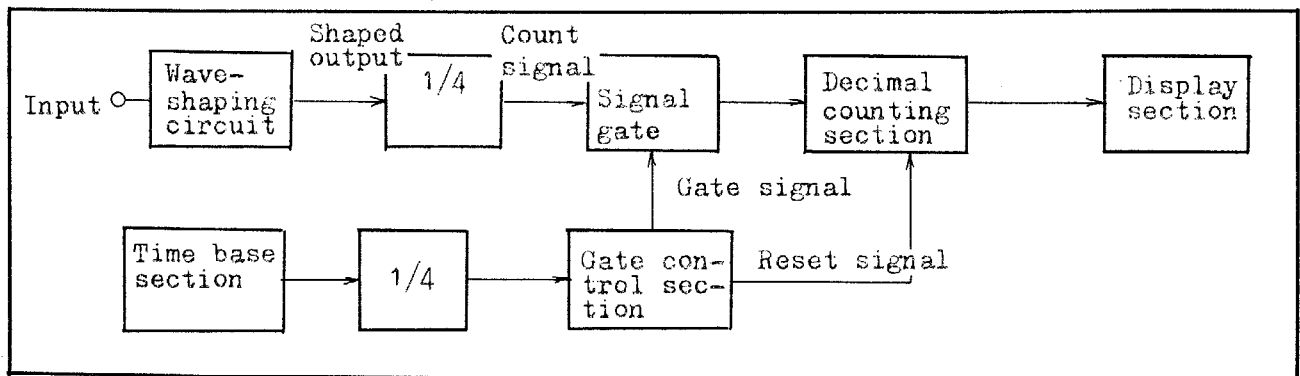 Input
Wave-
shaping
circuit
Shaped
output
1/4
Count
signal
Signal
gate
Decimal
counting
section
Display
section
Gate signal
Time base
section
1/4
Gate con-
trol sec-
tion
Reset signal